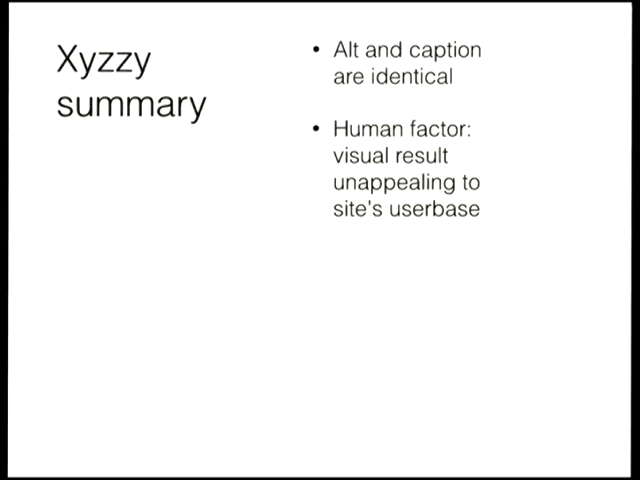 Xyzzy
summary
• Alt and caption
are identical
• Human factor:
visual result
unappealing to
site's userbase